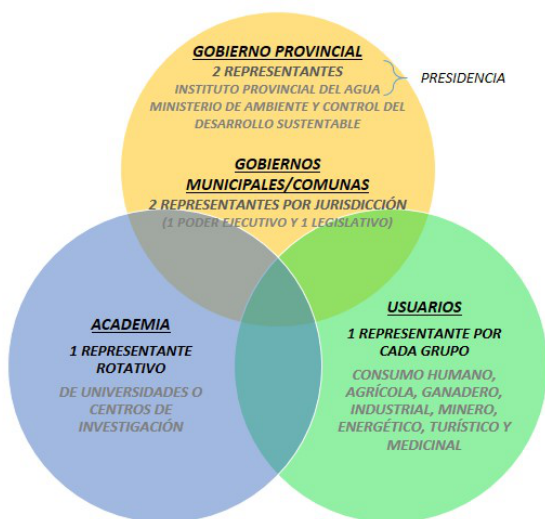 GOBIERNO PROVINCIAL
2 REPRESENTANTES
INSTITUTO PROVINCIAL DEL AGUA
MINISTERIO DE AMBIENTE Y CONTROL DEL
DESARROLLO SUSTENTABLE
PRESIDENCIA
GOBIERNOS
MUNICIPALES/COMUNAS
2 REPRESENTANTES POR JURISDICCIÓN
(1 PODER EJECUTIVO Y 1 LEGISLATIVO)
ACADEMIA
1 REPRESENTANTE
ROTATIVO
DE UNIVERSIDADES O
CENTROS DE
INVESTIGACIÓN
USUARIOS
1 REPRESENTANTE POR
CADA GRUPO
CONSUMO HUMANO,
AGRÍCOLA, GANADERO,
INDUSTRIAL, MINERO,
ENERGÉTICO, TURÍSTICO Y
MEDICINAL